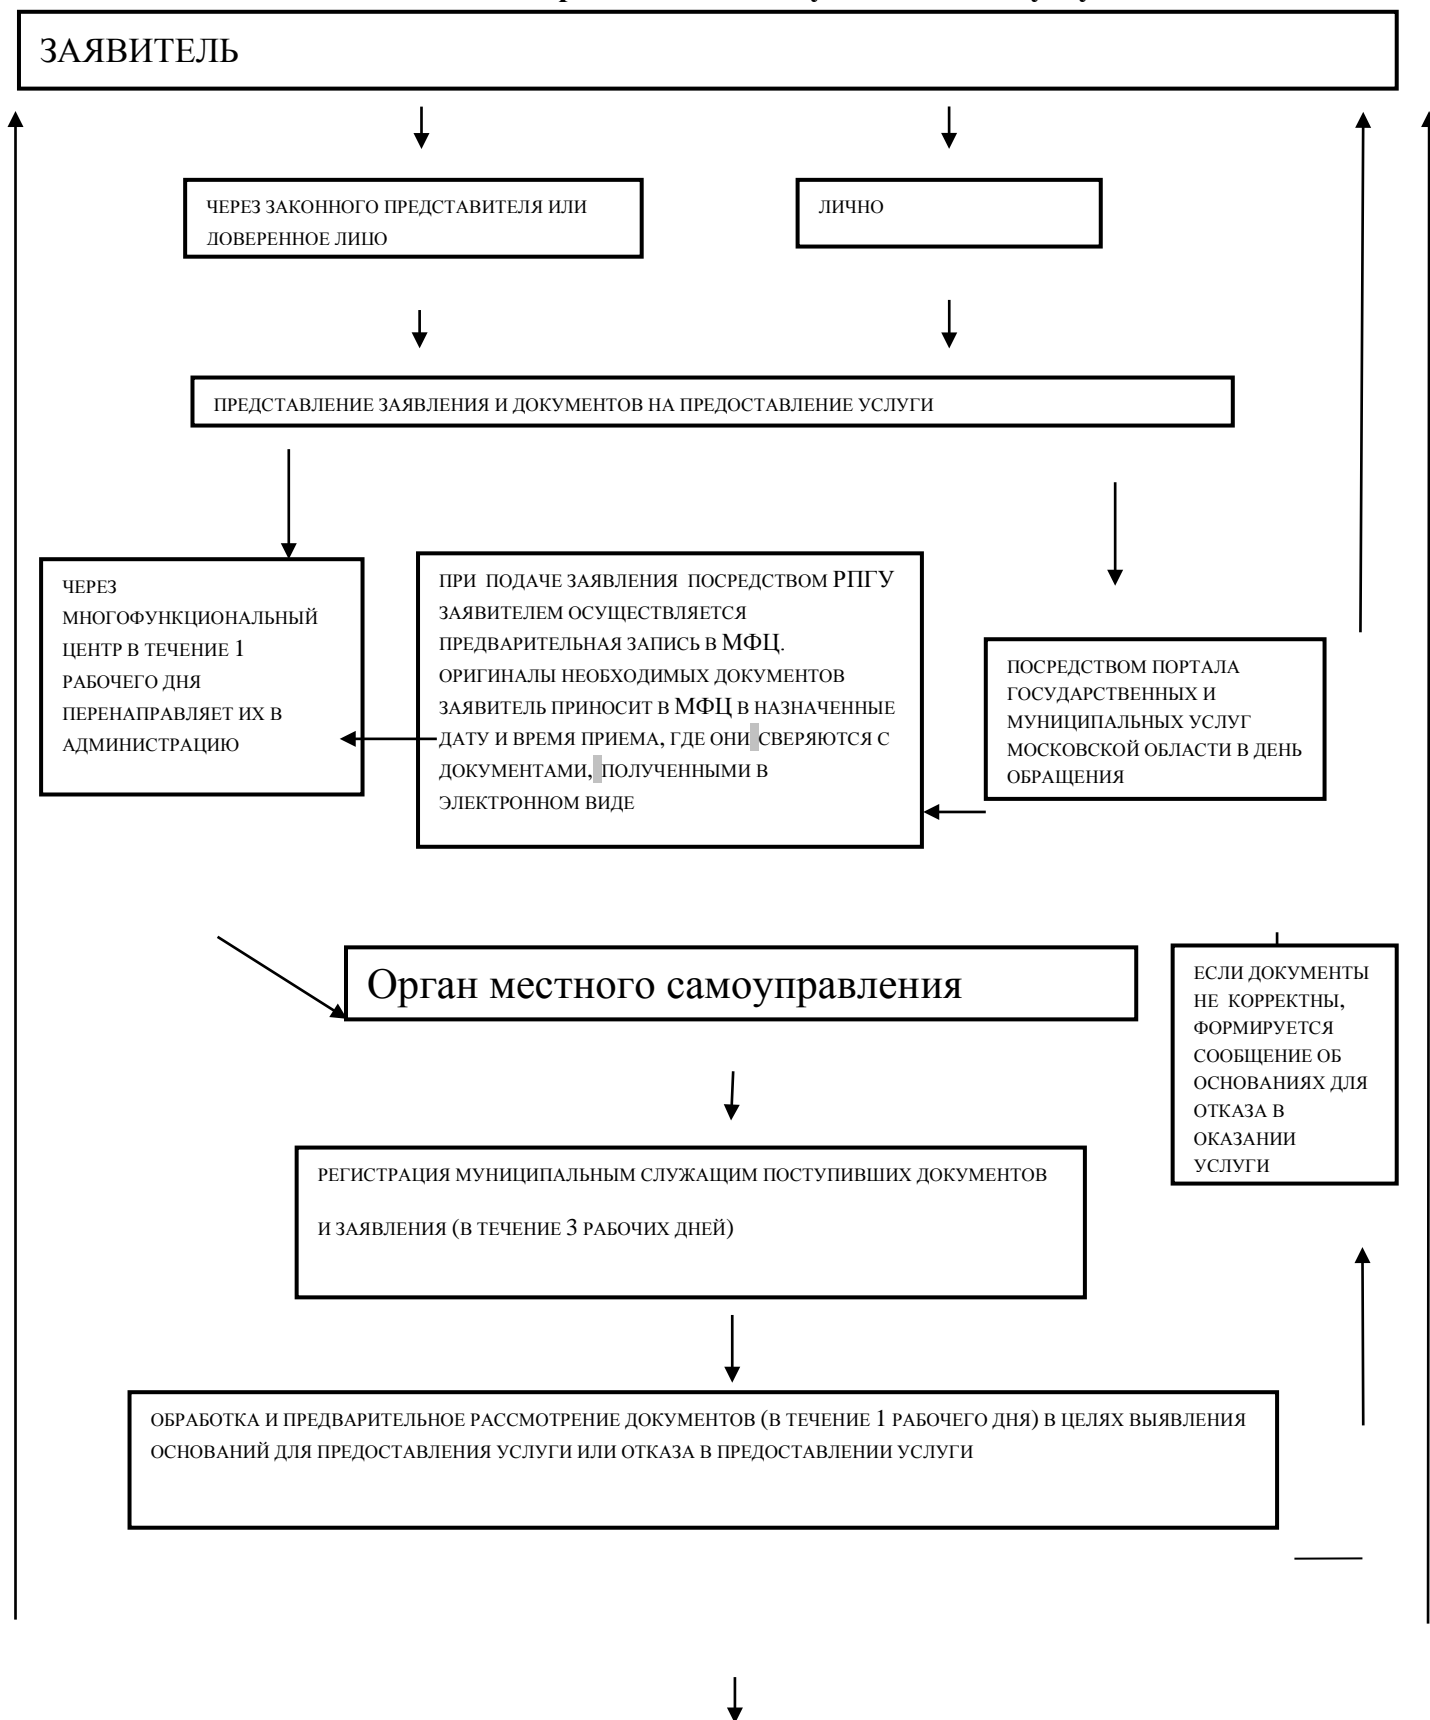 ЗАЯВИТЕЛЬ
ЧЕРЕЗ ЗАКОННОГО ПРЕДСТАВИТЕЛЯ ИЛИ
ДОВЕРЕННОЕ ЛИЦО
ЛИЧНО
ПРЕДСТАВЛЕНИЕ ЗАЯВЛЕНИЯ И ДОКУМЕНТОВ НА ПРЕДОСТАВЛЕНИЕ УСЛУГИ
ЧЕРЕЗ
МНОГОФУНКЦИОНАЛЬНЫЙ
ЦЕНТР В ТЕЧЕНИЕ 1
РАБОЧЕГО ДНЯ
ПЕРЕНАПРАВЛЯЕТ ИХ В
АДМИНИСТРАЦИЮ
ПРИ ПОДАЧЕ ЗАЯВЛЕНИЯ ПОСРЕДСТВОМ РПГУ
ЗАЯВИТЕЛЕМ ОСУЩЕСТВЛЯЕТСЯ
ПРЕДВАРИТЕЛЬНАЯ ЗАПИСЬ В МФЦ.
ОРИГИНАЛЫ НЕОБХОДИМЫХ ДОКУМЕНТОВ
ЗАЯВИТЕЛЬ ПРИНОСИТ В МФЦ В НАЗНАЧЕННЫЕ
ДАТУ И ВРЕМЯ ПРИЕМА, ГДЕ ОНИ СВЕРЯЮТСЯ С
ДОКУМЕНТАМИ, ПОЛУЧЕННЫМИ В
ЭЛЕКТРОННОМ ВИДЕ
ПОСРЕДСТВОМ ПОРТАЛА
ГОСУДАРСТВЕННЫХ И
МУНИЦИПАЛЬНЫХ УСЛУГ
МОСКОВСКОЙ ОБЛАСТИ В ДЕНЬ
ОБРАЩЕНИЯ
Орган местного самоуправления
ЕСЛИ ДОКУМЕНТЫ
НЕ КОРРЕКТНЫ,
ФОРМИРУЕТСЯ
СООБЩЕНИЕ ОБ
ОСНОВАНИЯХ ДЛЯ
ОТКАЗА В
ОКАЗАНИИ
УСЛУГИ
РЕГИСТРАЦИЯ МУНИЦИПАЛЬНЫМ СЛУЖАЩИМ ПОСТУПИВШИХ ДОКУМЕНТОВ
И ЗАЯВЛЕНИЯ (В ТЕЧЕНИЕ 3 РАБОЧИХ ДНЕЙ)
ОБРАБОТКА И ПРЕДВАРИТЕЛЬНОЕ РАССМОТРЕНИЕ ДОКУМЕНТОВ (В ТЕЧЕНИЕ 1 РАБОЧЕГО ДНЯ) В ЦЕЛЯХ ВЫЯВЛЕНИЯ
ОСНОВАНИЙ ДЛЯ ПРЕДОСТАВЛЕНИЯ УСЛУГИ ИЛИ ОТКАЗА В ПРЕДОСТАВЛЕНИИ УСЛУГИ